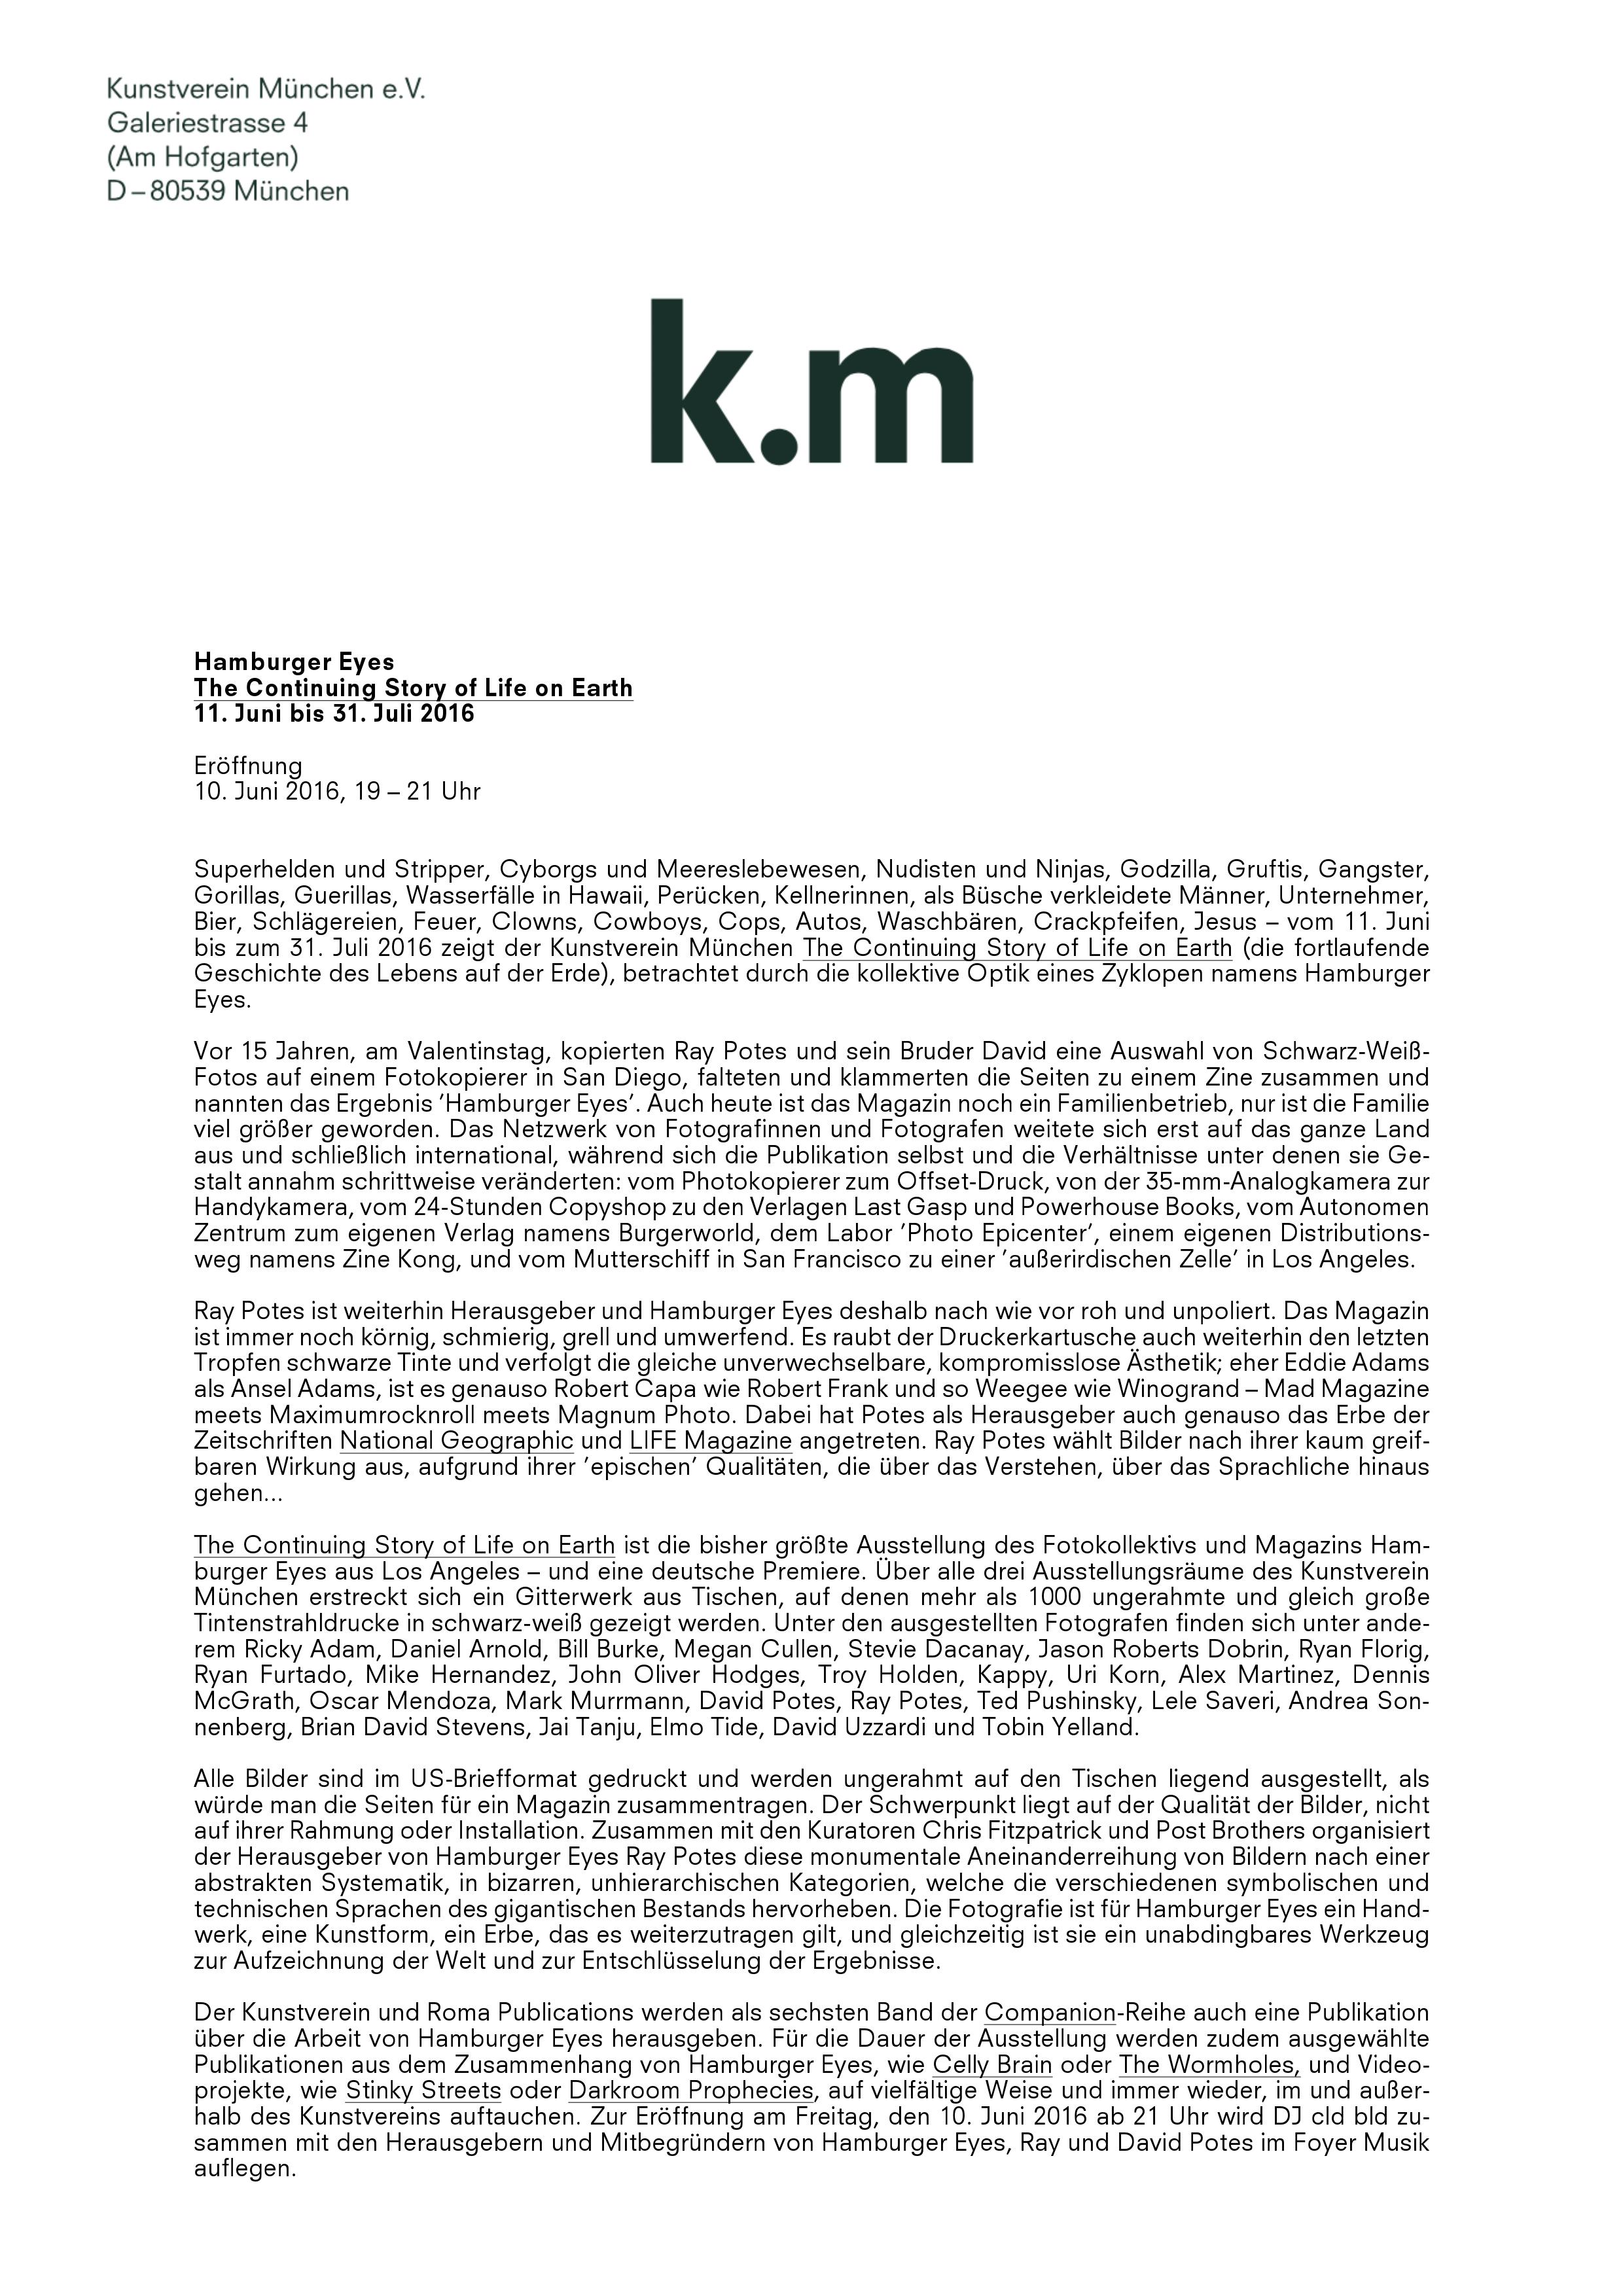 Kunstverein München e.V.
Galeriestrasse 4
(Am Hofgarten)
D – 80539 München
k.m
Hamburger Eyes
The Continuing Story of Life on Earth
11. Juni bis 31. Juli 2016
Eröffnung
10. Juni 2016, 19 – 21 Uhr
Superhelden und Stripper, Cyborgs und Meereslebewesen, Nudisten und Ninjas, Godzilla, Gruftis, Gangster,
Gorillas, Guerillas, Wasserfälle in Hawaii, Perücken, Kellnerinnen, als Büsche verkleidete Männer, Unternehmer,
Bier, Schlägereien, Feuer, Clowns, Cowboys, Cops, Autos, Waschbären, Crackpfeifen, Jesus – vom 11. Juni
bis zum 31. Juli 2016 zeigt der Kunstverein München The Continuing Story of Life on Earth (die fortlaufende
Geschichte des Lebens auf der Erde), betrachtet durch die kollektive Optik eines Zyklopen namens Hamburger
Eyes.
Vor 15 Jahren, am Valentinstag, kopierten Ray Potes und sein Bruder David eine Auswahl von Schwarz-Weiß-
Fotos auf einem Fotokopierer in San Diego, falteten und klammerten die Seiten zu einem Zine zusammen und
nannten das Ergebnis ’Hamburger Eyes’. Auch heute ist das Magazin noch ein Familienbetrieb, nur ist die Familie
viel größer geworden. Das Netzwerk von Fotografinnen und Fotografen weitete sich erst auf das ganze Land
aus und schließlich international, während sich die Publikation selbst und die Verhältnisse unter denen sie Ge-
stalt annahm schrittweise veränderten: vom Photokopierer zum Offset-Druck, von der 35-mm-Analogkamera zur
Handykamera, vom 24-Stunden Copyshop zu den Verlagen Last Gasp und Powerhouse Books, vom Autonomen
Zentrum zum eigenen Verlag namens Burgerworld, dem Labor ’Photo Epicenter’, einem eigenen Distributions-
weg namens Zine Kong, und vom Mutterschiff in San Francisco zu einer ’außerirdischen Zelle’ in Los Angeles.
Ray Potes ist weiterhin Herausgeber und Hamburger Eyes deshalb nach wie vor roh und unpoliert. Das Magazin
ist immer noch körnig, schmierig, grell und umwerfend. Es raubt der Druckerkartusche auch weiterhin den letzten
Tropfen schwarze Tinte und verfolgt die gleiche unverwechselbare, kompromisslose Ästhetik; eher Eddie Adams
als Ansel Adams, ist es genauso Robert Capa wie Robert Frank und so Weegee wie Winogrand – Mad Magazine
meets Maximumrocknroll meets Magnum Photo. Dabei hat Potes als Herausgeber auch genauso das Erbe der
Zeitschriften National Geographic und LIFE Magazine angetreten. Ray Potes wählt Bilder nach ihrer kaum greif-
baren Wirkung aus, aufgrund ihrer ’epischen’ Qualitäten, die über das Verstehen, über das Sprachliche hinaus
gehen...
The Continuing Story of Life on Earth ist die bisher größte Ausstellung des Fotokollektivs und Magazins Ham-
burger Eyes aus Los Angeles – und eine deutsche Premiere. Über alle drei Ausstellungsräume des Kunstverein
München erstreckt sich ein Gitterwerk aus Tischen, auf denen mehr als 1000 ungerahmte und gleich große
Tintenstrahldrucke in schwarz-weiß gezeigt werden. Unter den ausgestellten Fotografen finden sich unter ande-
rem Ricky Adam, Daniel Arnold, Bill Burke, Megan Cullen, Stevie Dacanay, Jason Roberts Dobrin, Ryan Florig,
Ryan Furtado, Mike Hernandez, John Oliver Hodges, Troy Holden, Kappy, Uri Korn, Alex Martinez, Dennis
McGrath, Oscar Mendoza, Mark Murrmann, David Potes, Ray Potes, Ted Pushinsky, Lele Saveri, Andrea Son-
nenberg, Brian David Stevens, Jai Tanju, Elmo Tide, David Uzzardi und Tobin Yelland.
Alle Bilder sind im US-Briefformat gedruckt und werden ungerahmt auf den Tischen liegend ausgestellt, als
würde man die Seiten für ein Magazin zusammentragen. Der Schwerpunkt liegt auf der Qualität der Bilder, nicht
auf ihrer Rahmung oder Installation. Zusammen mit den Kuratoren Chris Fitzpatrick und Post Brothers organisiert
der Herausgeber von Hamburger Eyes Ray Potes diese monumentale Aneinanderreihung von Bildern nach einer
abstrakten Systematik, in bizarren, unhierarchischen Kategorien, welche die verschiedenen symbolischen und
technischen Sprachen des gigantischen Bestands hervorheben. Die Fotografie ist für Hamburger Eyes ein Hand-
werk, eine Kunstform, ein Erbe, das es weiterzutragen gilt, und gleichzeitig ist sie ein unabdingbares Werkzeug
zur Aufzeichnung der Welt und zur Entschlüsselung der Ergebnisse.
Der Kunstverein und Roma Publications werden als sechsten Band der Companion-Reihe auch eine Publikation
über die Arbeit von Hamburger Eyes herausgeben. Für die Dauer der Ausstellung werden zudem ausgewählte
Publikationen aus dem Zusammenhang von Hamburger Eyes, wie Celly Brain oder The Wormholes, und Video-
projekte, wie Stinky Streets oder Darkroom Prophecies, auf vielfältige Weise und immer wieder, im und außer-
halb des Kunstvereins auftauchen. Zur Eröffnung am Freitag, den 10. Juni 2016 ab 21 Uhr wird DJ cld bld zu-
sammen mit den Herausgebern und Mitbegründern von Hamburger Eyes, Ray und David Potes im Foyer Musik
auflegen.